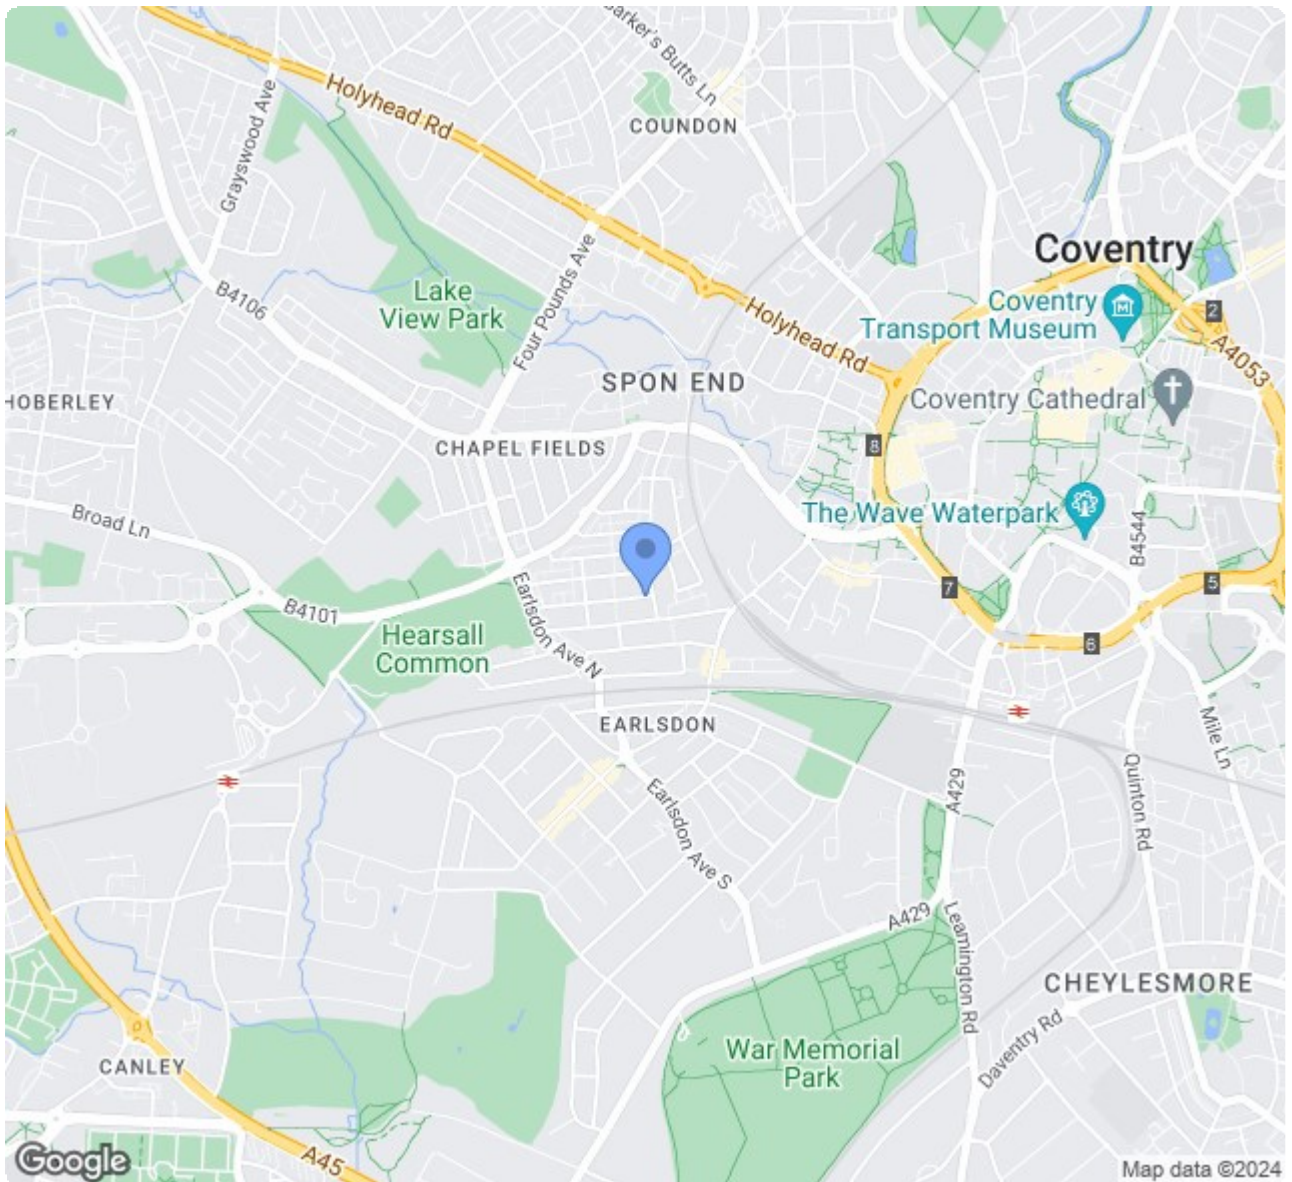 Barker's Butts Ln
Holyhead Rd
COUNDON
Grayswood Ave
Coventry
Four Pounds Ave
B4106
Lake
View Park
Coventry
Transport Museum
2
Holyhead Rd
A4053
SPON END
Coventry Cathedral
HOBERLEY
CHAPEL FIELDS
8
Broad Ln
The Wave Waterpark
B4544
B4101
Earlsdon Ave N
7
5
Hearsall
Common
6
EARLSDON
Mile Ln
Quinton Rd
A429
Earlsdon Ave S
A429
Leamington Rd
CHEYLESMORE
Daventry Rd
War Memorial
Park
CANLEY
A45
Google
Map data ©2024